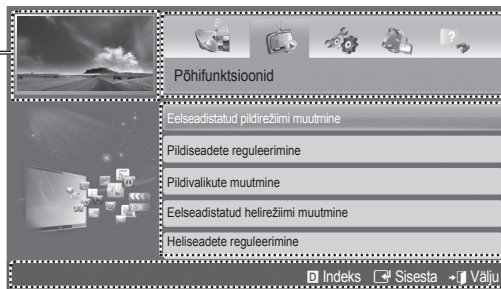 Põhifunktsioonid
Eelseadistatud pildirežiimi muutmine
Pildiseadete reguleerimine
Pildivalikute muutmine
Eelseadistatud helirežiimi muutmine
Heliseadete reguleerimine
D Indeks Sisesta Välju